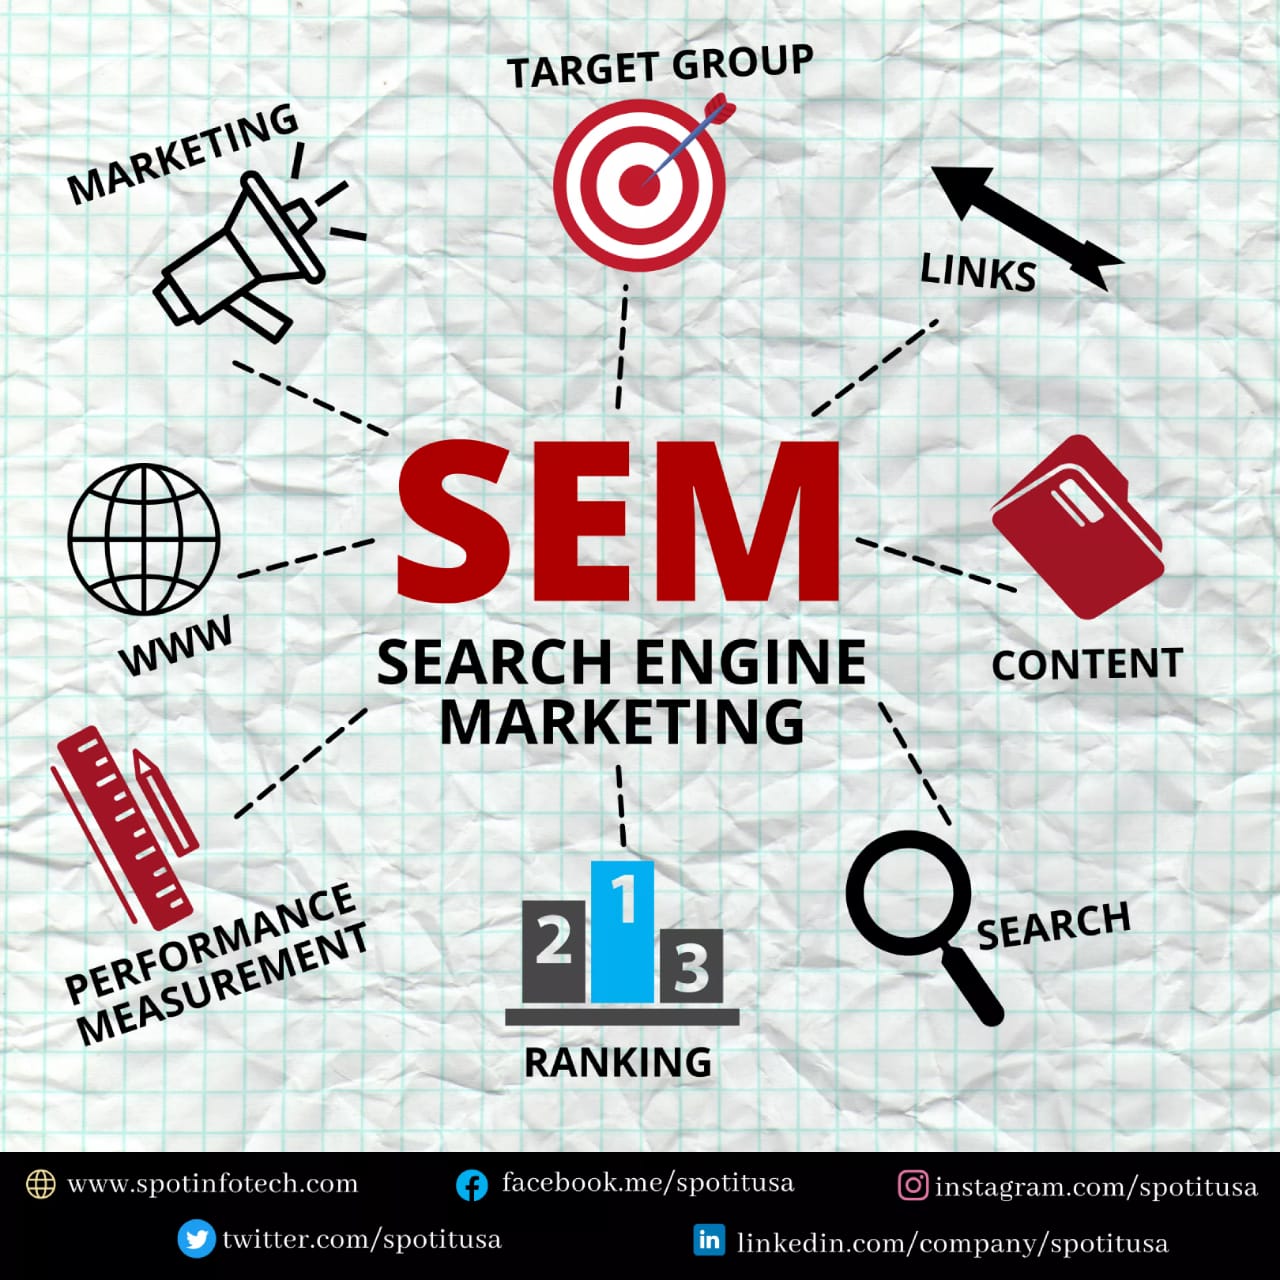 TARGET GROUP
MARKETING
LINKS
SEM
SEARCH ENGINE
MARKETING
WWW
CONTENT
PERFORMANCE
MEASUREMENT
1
2
3
RANKING
SEARCH
www.spotinfotech.com
facebook.me/spotitusa
instagram.com/spotitusa
twitter.com/spotitusa
in
linkedin.com/company/spotitusa